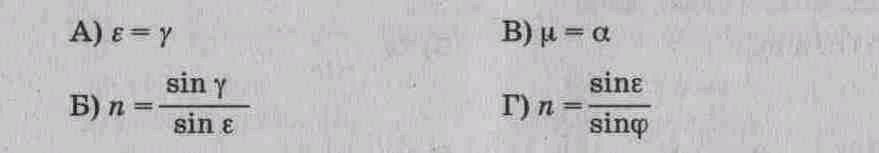 А) ε = γ
В) μ = α
Б) n = sin γ / sin ε
Г) n = sinε / sinφ